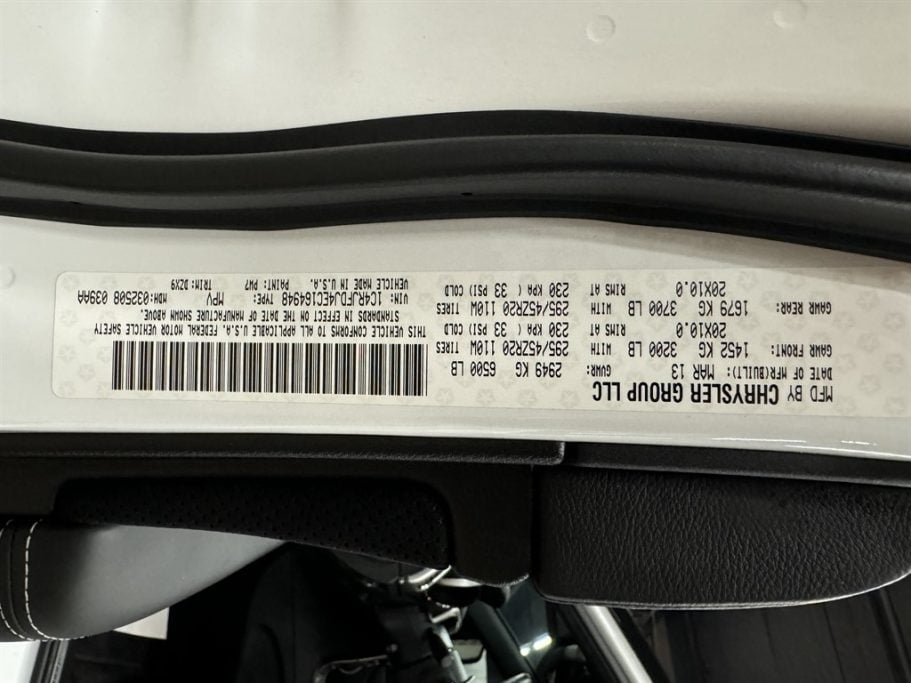 MFD BY CHRYSLER GROUP LLC
DATE OF MFR(BUILT): MAR 13 GVWR: 2949 KG 6500 LB
GAWR FRONT: 1452 KG 3200 LB WITH 295/45ZR20 110W TIRES
RIMS AT 20X10.0 230 KPA ( 33 PSI) COLD
GAWR REAR: 1679 KG 3700 LB WITH 295/45ZR20 110W TIRES
RIMS AT 20X10.0 230 KPA ( 33 PSI) COLD
THIS VEHICLE CONFORMS TO ALL APPLICABLE U.S.A. FEDERAL MOTOR VEHICLE SAFETY
STANDARDS IN EFFECT ON THE DATE OF MANUFACTURE SHOWN ABOVE.
VIN: 1C4RJFDJ4EC164948 TYPE: MPV MDH: 032508 039AA
VEHICLE MADE IN U.S.A. PAINT: PW7 TRIM: DZX9